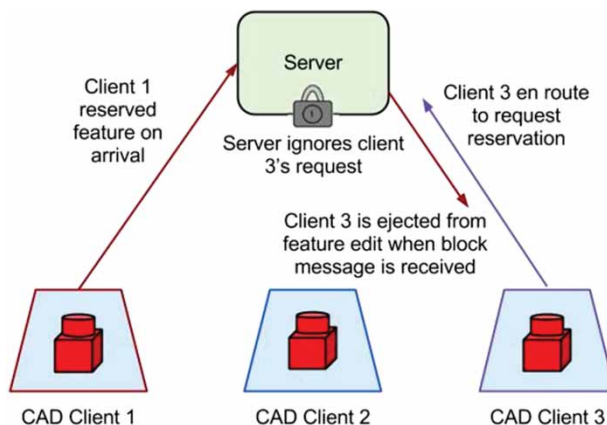 Server
Client 1
reserved
feature on
arrival
Server ignores client
3's request
Client 3 en route
to request
reservation
Client 3 is ejected from
feature edit when block
message is received
CAD Client 1
CAD Client 2
CAD Client 3